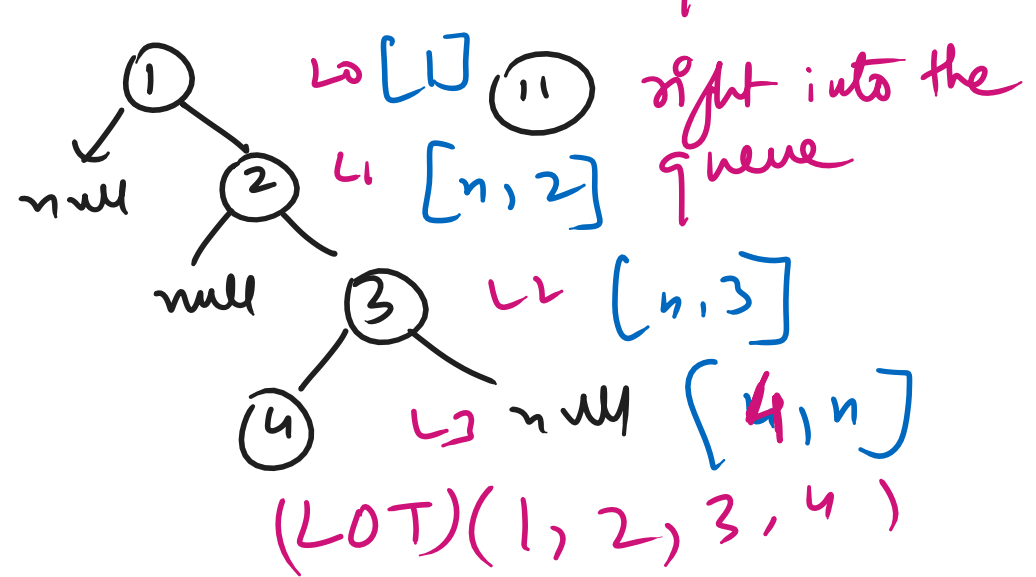 1 L0 [1] 11 right into the
null 2 L1 [n, 2] queue
null 3 L2 [n, 3]
4 L3 null [4, n]
(LOT)(1, 2, 3, 4)